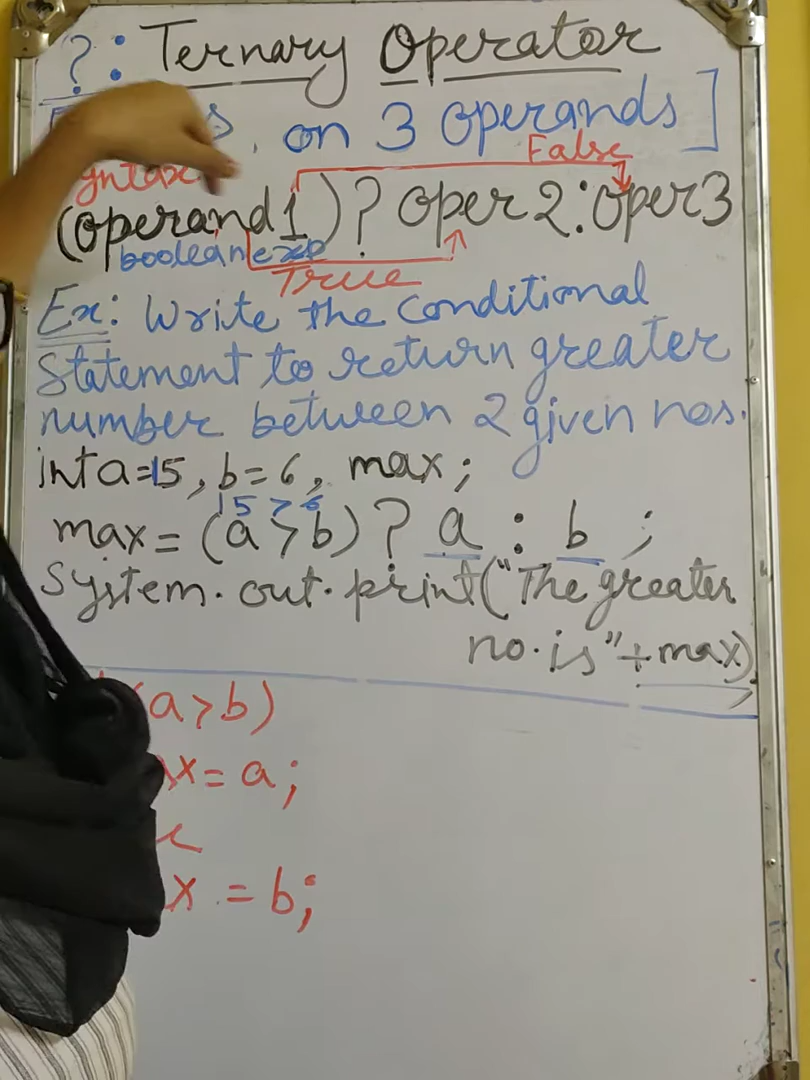 ?: Ternary Operator
on 3 operands]
False
(operand1)? oper2:oper3
boolean exp
True
Ex: Write the conditional
Statement to return greater
number between 2 given nos.
int a=15, b=6, max;
15 > 6
max = (a>b)? a : b ;
System.out.print("The greater
no. is"+max)
(a>b)
= a;
= b;